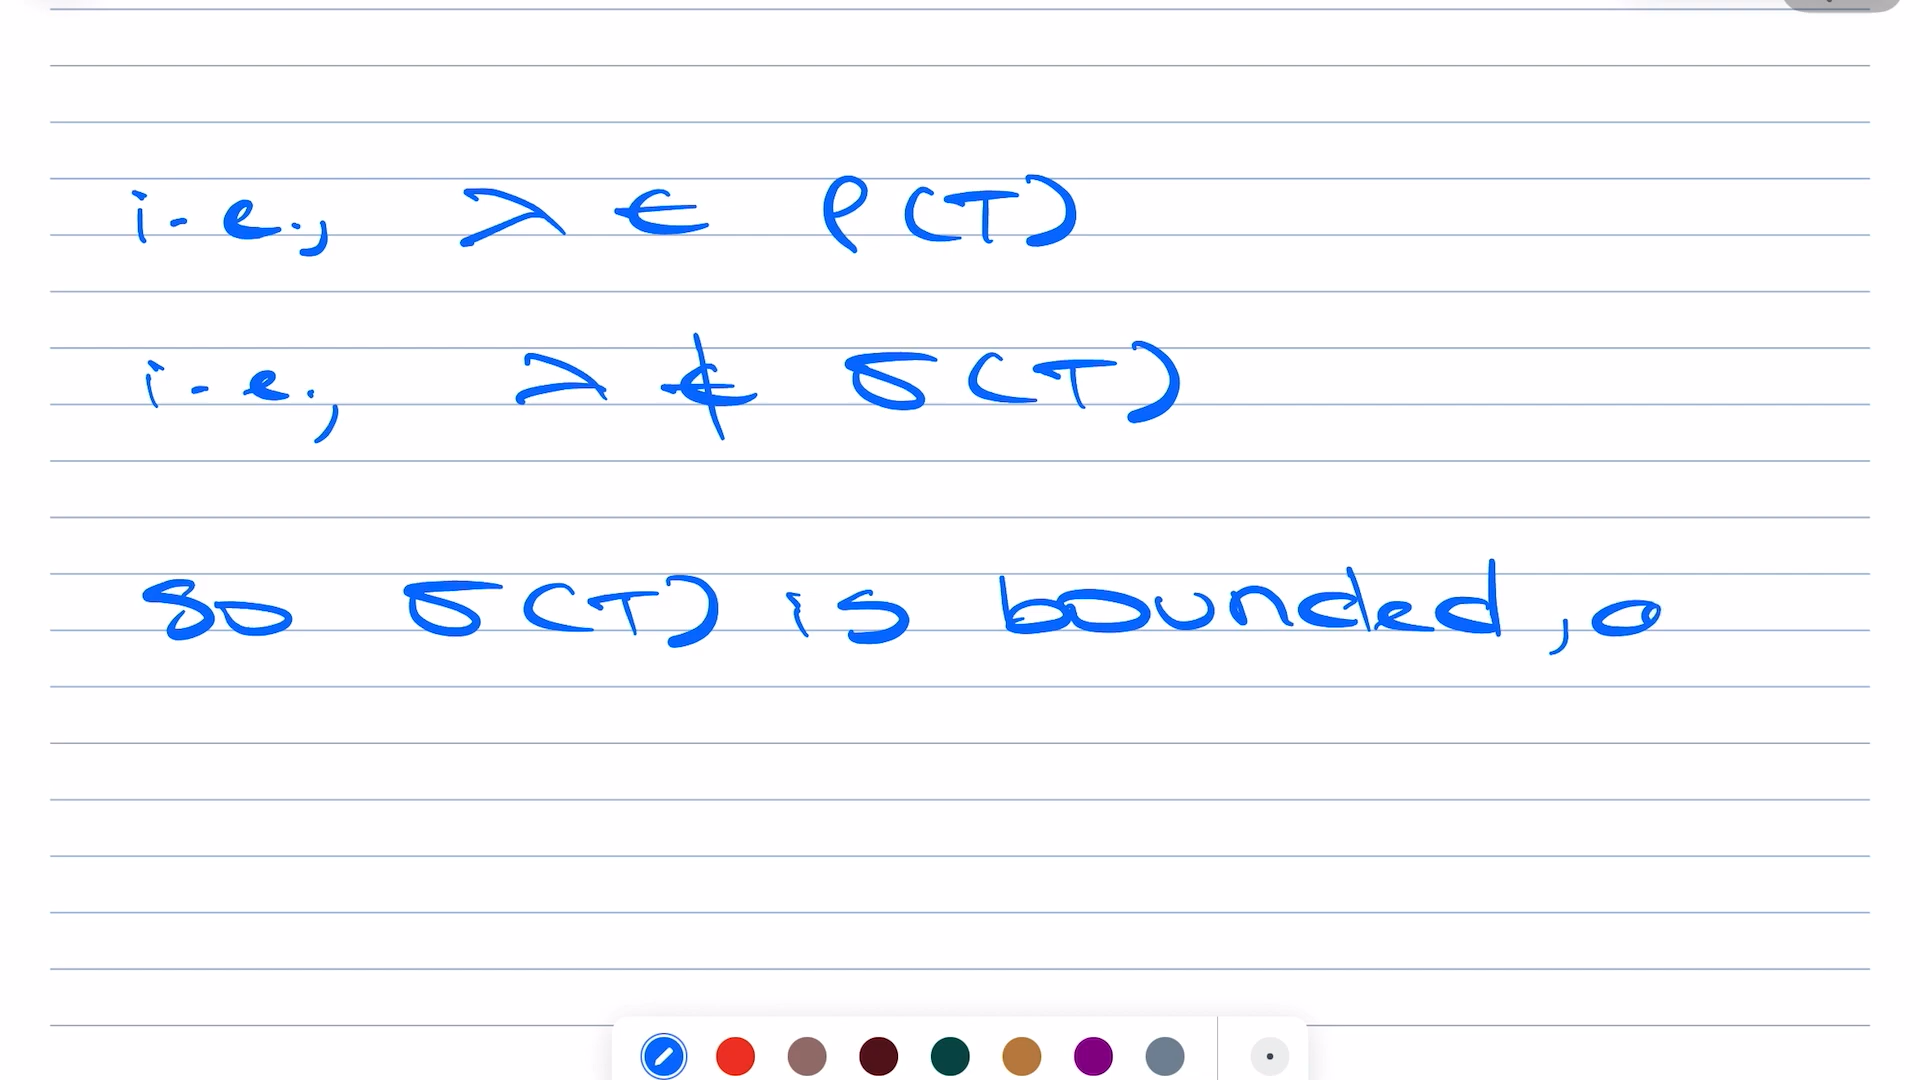 i.e., λ ∈ ρ(T)
i.e., λ ∉ σ(T)
So σ(T) is bounded,